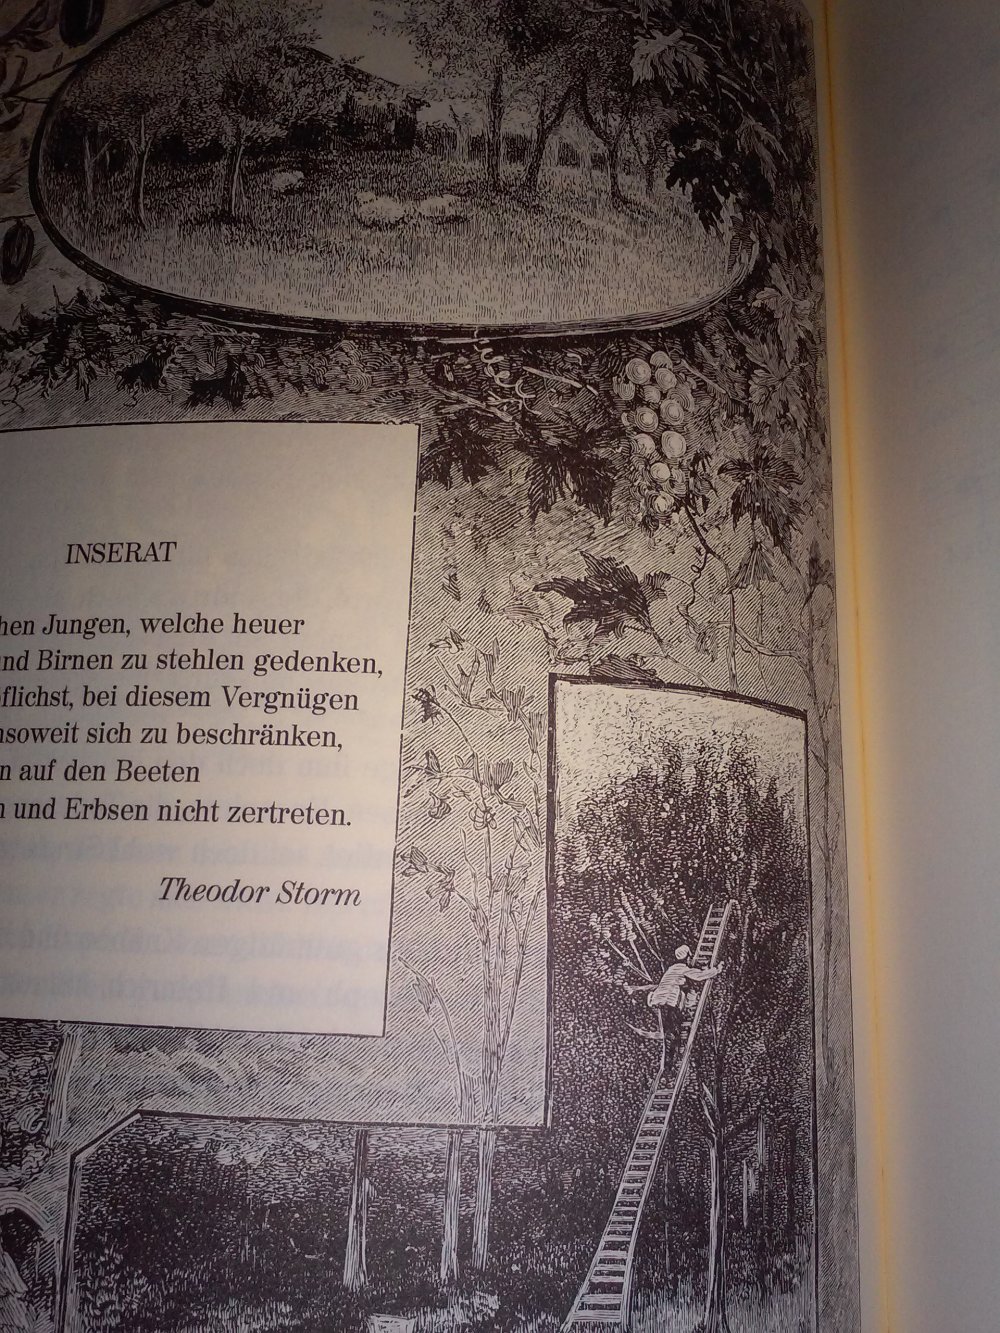 INSERAT
hen Jungen, welche heuer
nd Birnen zu stehlen gedenken,
flichst, bei diesem Vergnügen
nsoweit sich zu beschränken,
n auf den Beeten
n und Erbsen nicht zertreten.
Theodor Storm